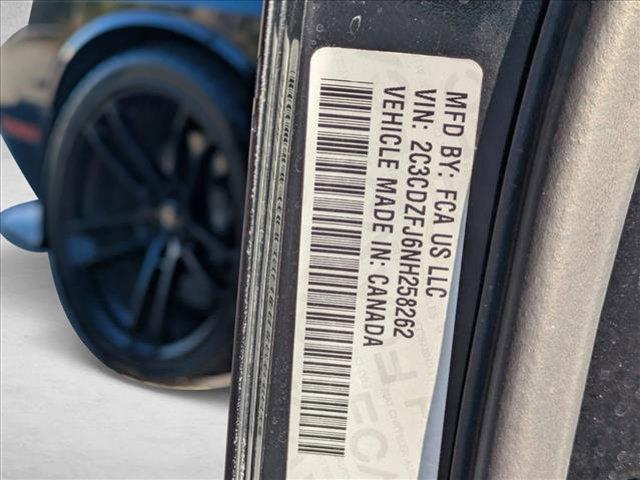 MFD BY: FCA US LLC
VIN: 2C3CDZFJ6NH258262
VEHICLE MADE IN: CANADA